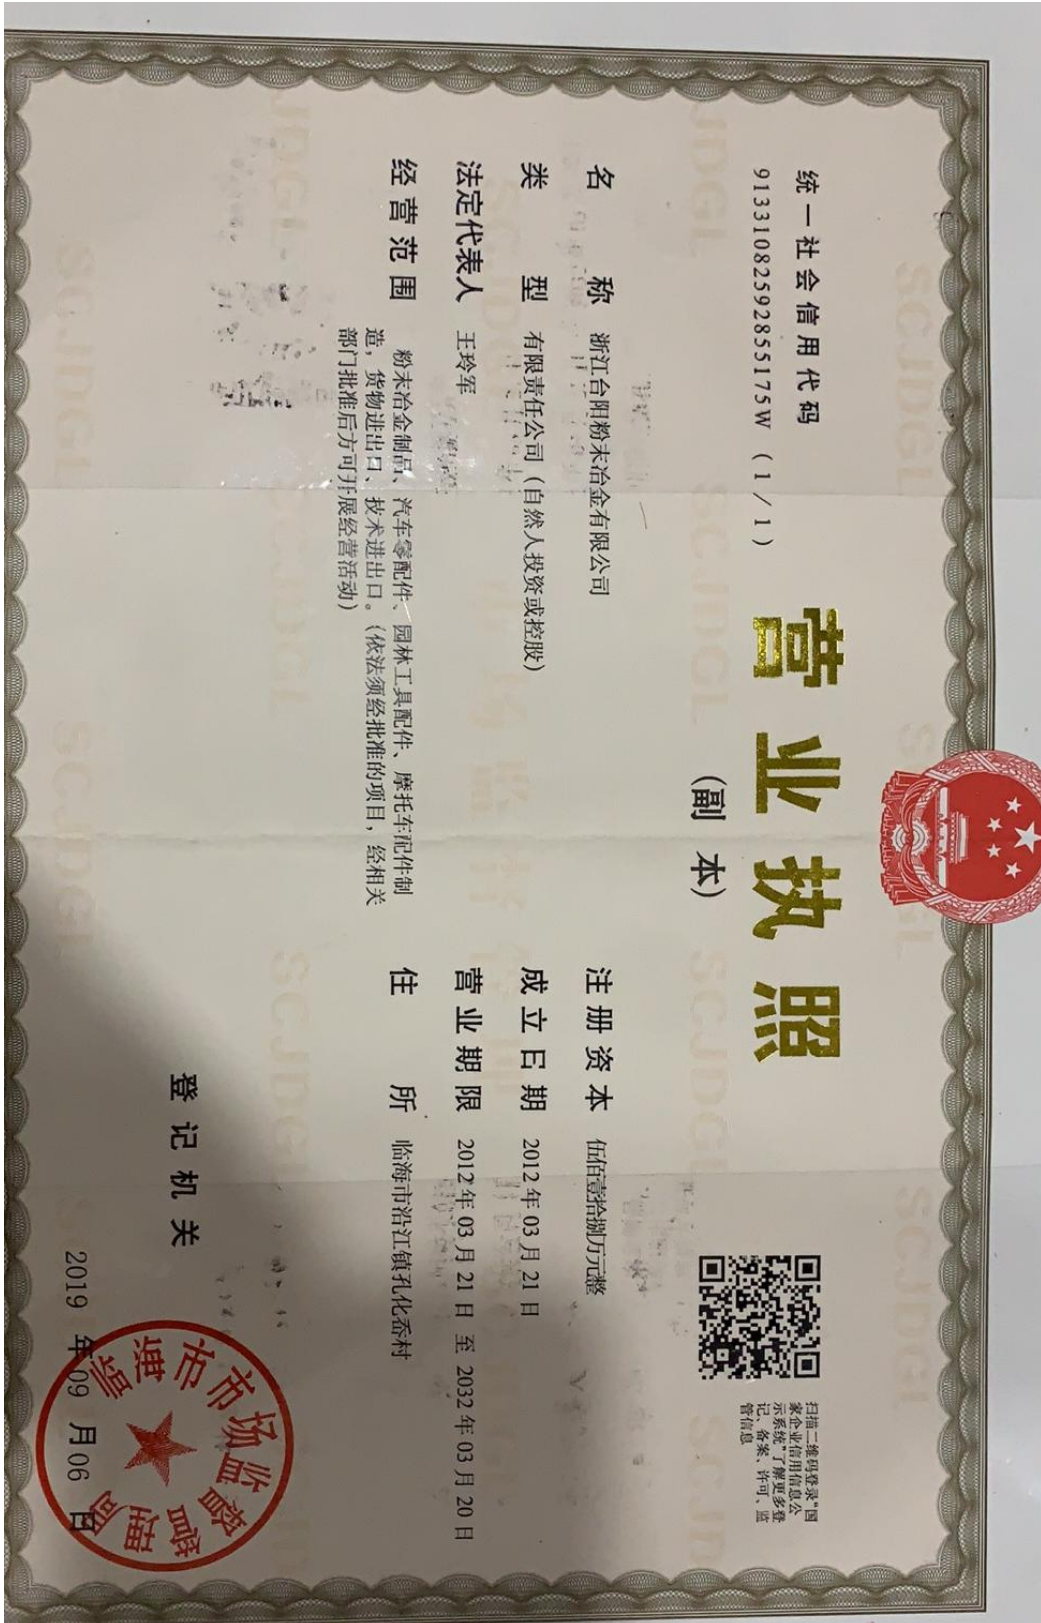 统一社会信用代码
91331082592855175W（1/1）
营业执照
（副本）
扫描二维码登录“国
家企业信用信息公
示系统”了解更多登
记、备案、许可、监
管信息
名称 浙江台阳粉末冶金有限公司
类型 有限责任公司（自然人投资或控股）
法定代表人 王玲军
经营范围 粉末冶金制品、汽车零配件、园林工具配件、摩托车配件制
造，货物进出口、技术进出口。（依法须经批准的项目，经相关
部门批准后方可开展经营活动）
注册资本 伍佰壹拾捌万元整
成立日期 2012年03月21日
营业期限 2012年03月21日至2032年03月20日
住所 临海市沿江镇孔化岙村
登记机关
临海市市场监督管理局
2019年09月06日
SCJDGL